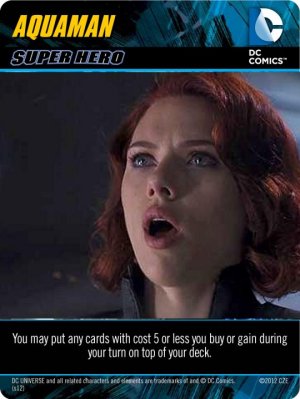 AQUAMAN
SUPER HERO
DC
COMICS™
You may put any cards with cost 5 or less you buy or gain during
your turn on top of your deck.
DC UNIVERSE and all related characters and elements are trademarks of and © DC Comics.
(s12)
©2012 CZE